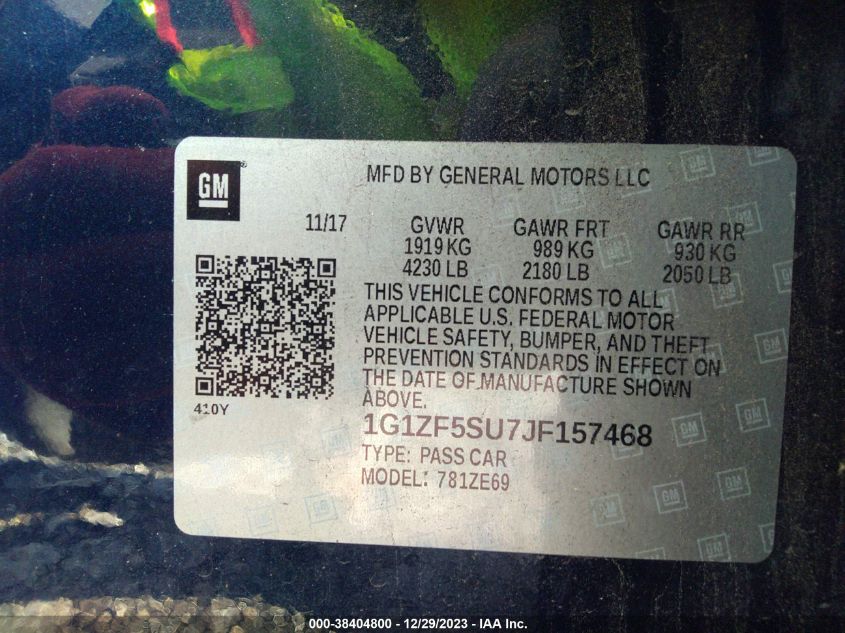 GM
MFD BY GENERAL MOTORS LLC
11/17 GVWR GAWR FRT GAWR RR
1919 KG 989 KG 930 KG
4230 LB 2180 LB 2050 LB
THIS VEHICLE CONFORMS TO ALL
APPLICABLE U.S. FEDERAL MOTOR
VEHICLE SAFETY, BUMPER, AND THEFT
PREVENTION STANDARDS IN EFFECT ON
THE DATE OF MANUFACTURE SHOWN
ABOVE.
410Y
1G1ZF5SU7JF157468
TYPE: PASS CAR
MODEL: 781ZE69
000-38404800 - 12/29/2023 - IAA Inc.